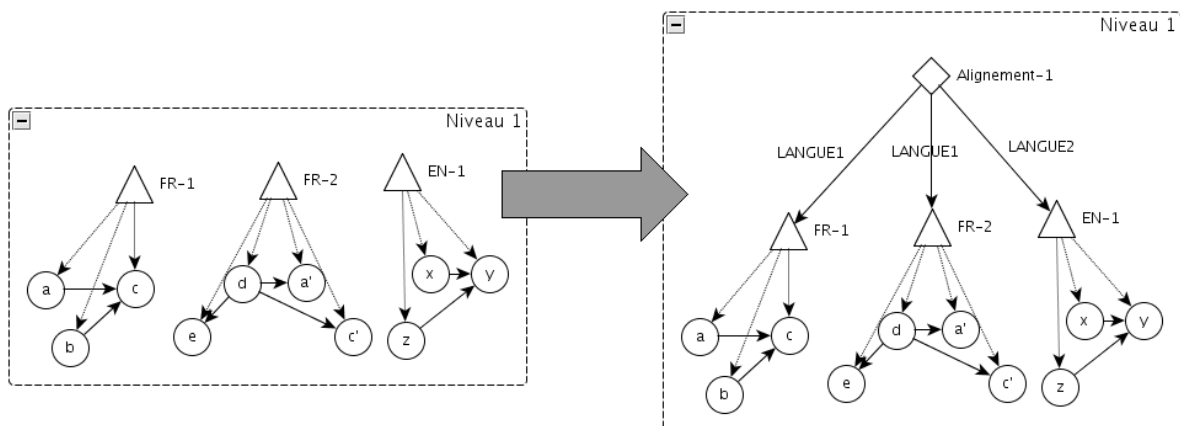 Niveau 1
FR-1
FR-2
EN-1
a
c
b
d
a'
e
c'
x
y
z
Niveau 1
Alignement-1
LANGUE1
LANGUE1
LANGUE2
FR-1
FR-2
EN-1
a
c
b
d
a'
e
c'
x
y
z